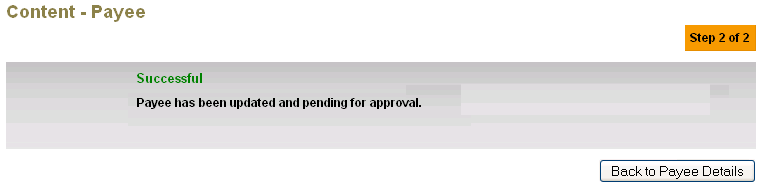 Content - Payee
Step 2 of 2
Successful
Payee has been updated and pending for approval.
Back to Payee Details